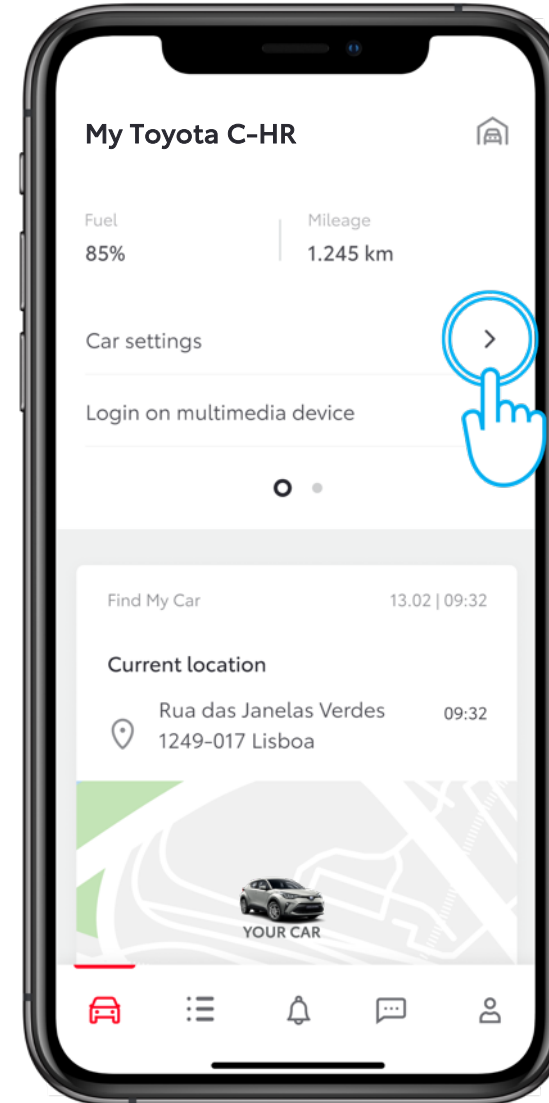 My Toyota C-HR
Fuel
Mileage
85%
1.245 km
Car settings
Login on multimedia device
Find My Car
13.02 | 09:32
Current location
Rua das Janelas Verdes
09:32
1249-017 Lisboa
YOUR CAR